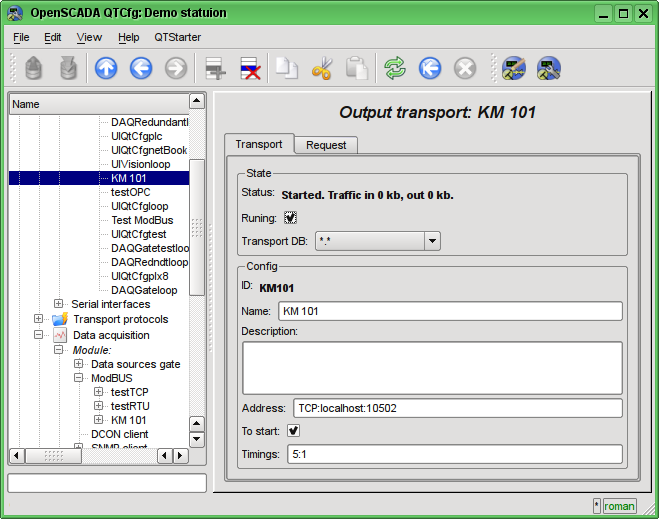 OpenSCADA QTCfg: Demo statuion
File Edit View Help QTStarter
Name
DAQRedundantl
UIQtCfgplc
UIQtCfgnetBook
UIVisionloop
KM 101
testOPC
UIQtCfgloop
Test ModBus
UIQtCfgtest
DAQGatetestloo
DAQRedndtloop
UIQtCfgplx8
DAQGateloop
Serial interfaces
Transport protocols
Data acquisition
Module:
Data sources gate
ModBUS
testTCP
testRTU
KM 101
DCON client
SNMP client
Output transport: KM 101
Transport Request
State
Status: Started. Traffic in 0 kb, out 0 kb.
Runing:
Transport DB: *.*
Config
ID: KM101
Name: KM 101
Description:
Address: TCP:localhost:10502
To start:
Timings: 5:1
* roman